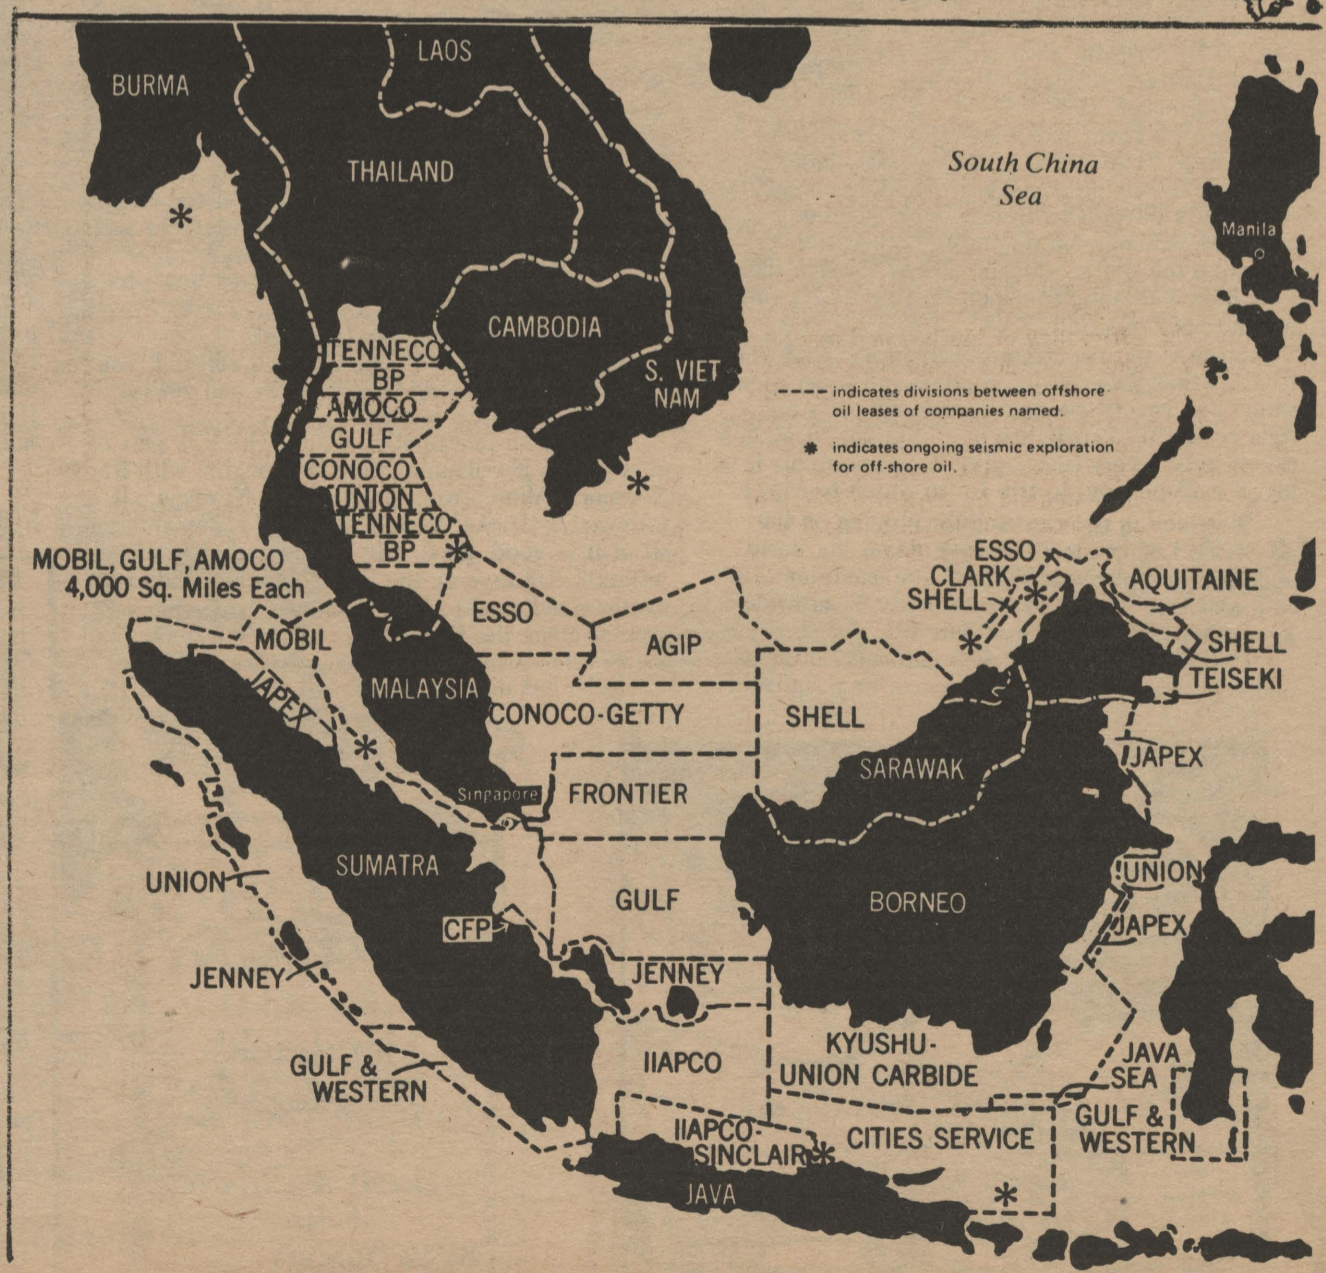 LAOS
BURMA
THAILAND
South China
Sea
Manila
CAMBODIA
S. VIET
NAM
TENNECO
BP
AMOCO
GULF
CONOCO
UNION
TENNECO
BP
---- indicates divisions between offshore
oil leases of companies named.
* indicates ongoing seismic exploration
for off-shore oil.
MOBIL, GULF, AMOCO
4,000 Sq. Miles Each
ESSO
CLARK
SHELL
AQUITAINE
SHELL
TEISEKI
MOBIL
JAPEX
ESSO
AGIP
MALAYSIA
CONOCO-GETTY
SHELL
JAPEX
SARAWAK
Singapore
FRONTIER
SUMATRA
UNION
GULF
BORNEO
UNION
JAPEX
CFP
JENNEY
JENNEY
IIAPCO
KYUSHU-
UNION CARBIDE
JAVA
SEA
GULF &
WESTERN
GULF &
WESTERN
IIAPCO-
SINCLAIR
CITIES SERVICE
JAVA